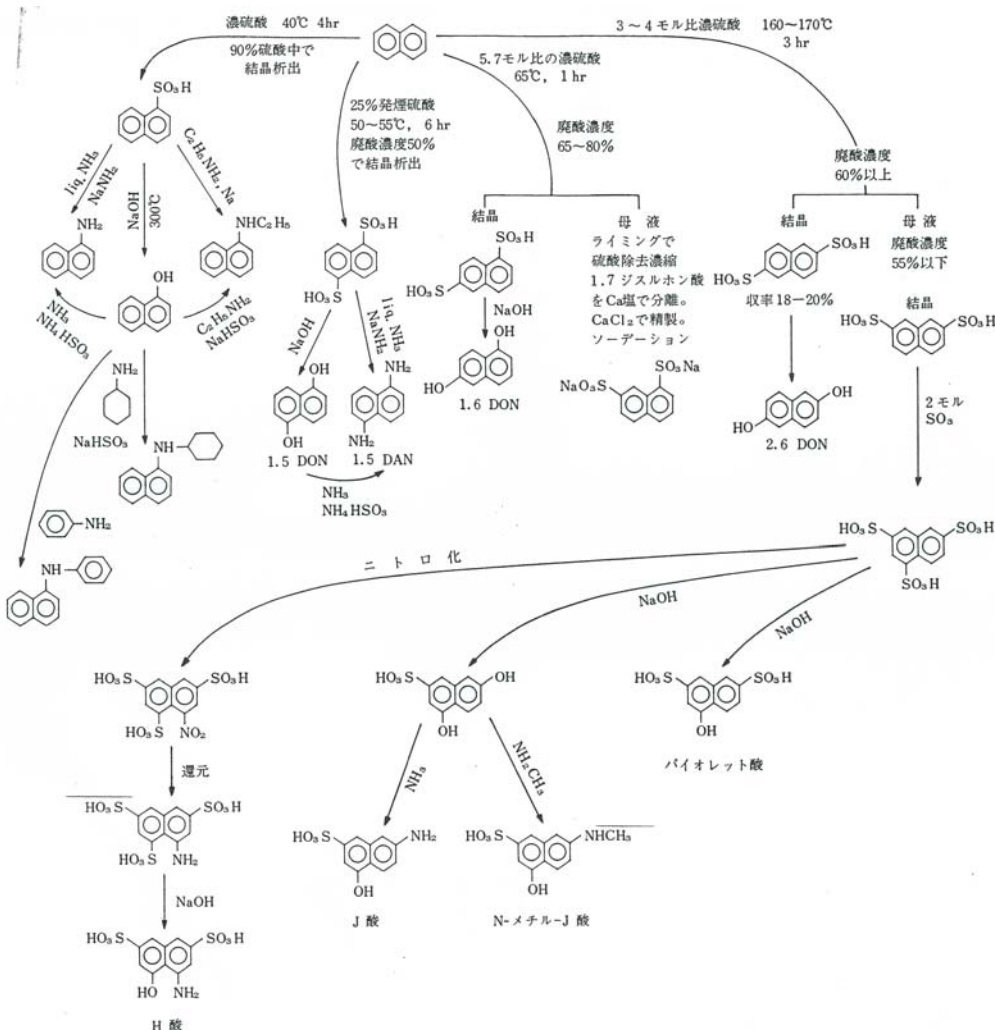 濃硫酸 40℃ 4hr
90%硫酸中で
結晶析出
3～4モル比濃硫酸 160～170℃
3 hr
5.7モル比の濃硫酸
65℃, 1 hr
25%発煙硫酸
50～55℃, 6 hr
廃酸濃度50%
で結晶析出
廃酸濃度
65～80%
廃酸濃度
60%以上
SO₃H
liq. NH₃
NaNH₂
NaOH
300℃
C₂H₅NH₂, Na
NH₂
NHC₂H₅
OH
NH₃
NH₄HSO₃
C₂H₅NH₂
NaHSO₃
NH₂
NaHSO₃
NH
NH₂
NH
SO₃H
HO₃S
NaOH
liq. NH₃
NaNH₂
OH
OH
1.5 DON
NH₂
NH₂
1.5 DAN
NH₃
NH₄HSO₃
結晶
SO₃H
HO₃S
NaOH
OH
HO
1.6 DON
母液
ライミングで
硫酸除去濃縮
1.7ジスルホン酸
をCa塩で分離。
CaCl₂で精製。
ソーデーション
SO₃Na
NaO₃S
結晶
SO₃H
HO₃S
収率18－20%
OH
HO
2.6 DON
母液
廃酸濃度
55%以下
結晶
HO₃S SO₃H
2モル
SO₃
HO₃S SO₃H
SO₃H
ニトロ化
NaOH
NaOH
HO₃S SO₃H
HO₃S NO₂
還元
HO₃S SO₃H
HO₃S NH₂
NaOH
HO₃S SO₃H
HO NH₂
H 酸
HO₃S OH
OH
NH₃
NH₂CH₃
HO₃S NH₂
OH
J 酸
HO₃S NHCH₃
OH
N-メチル-J 酸
HO₃S SO₃H
OH
バイオレット酸